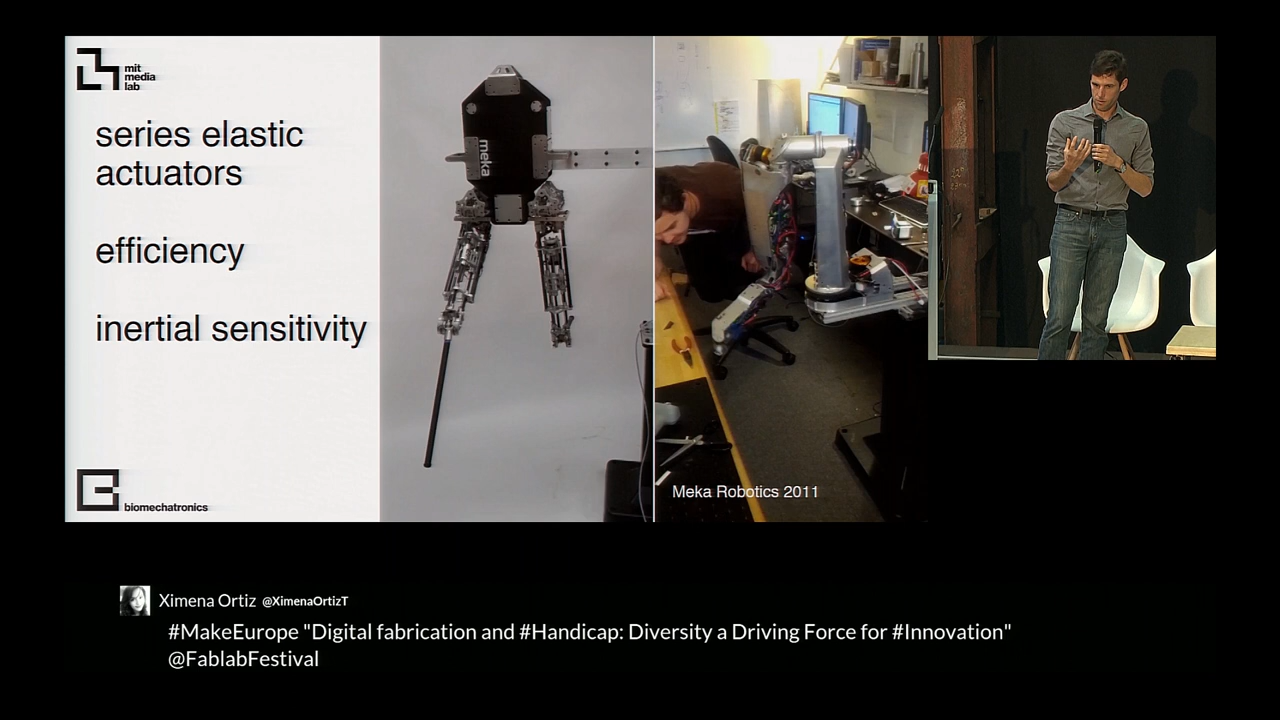 mit
media
lab
series elastic
actuators
efficiency
inertial sensitivity
biomechatronics
meka
Meka Robotics 2011
Ximena Ortiz @XimenaOrtizT
#MakeEurope "Digital fabrication and #Handicap: Diversity a Driving Force for #Innovation"
@FablabFestival